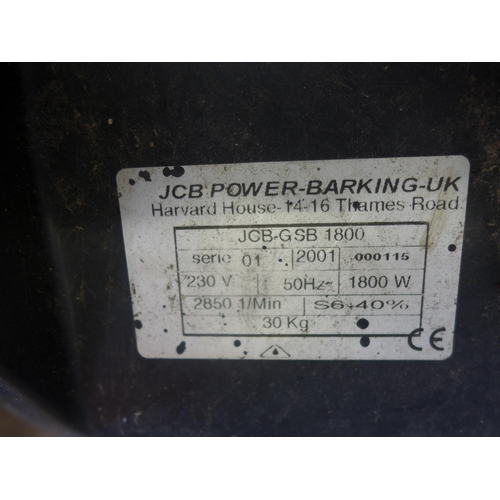 JCB POWER-BARKING-UK
Harvard House-14-16 Thames Road
JCB-GSB 1800
serie 01 2001 000115
230 V 50Hz 1800 W
2850 1/Min S6-40%
30 Kg
CE